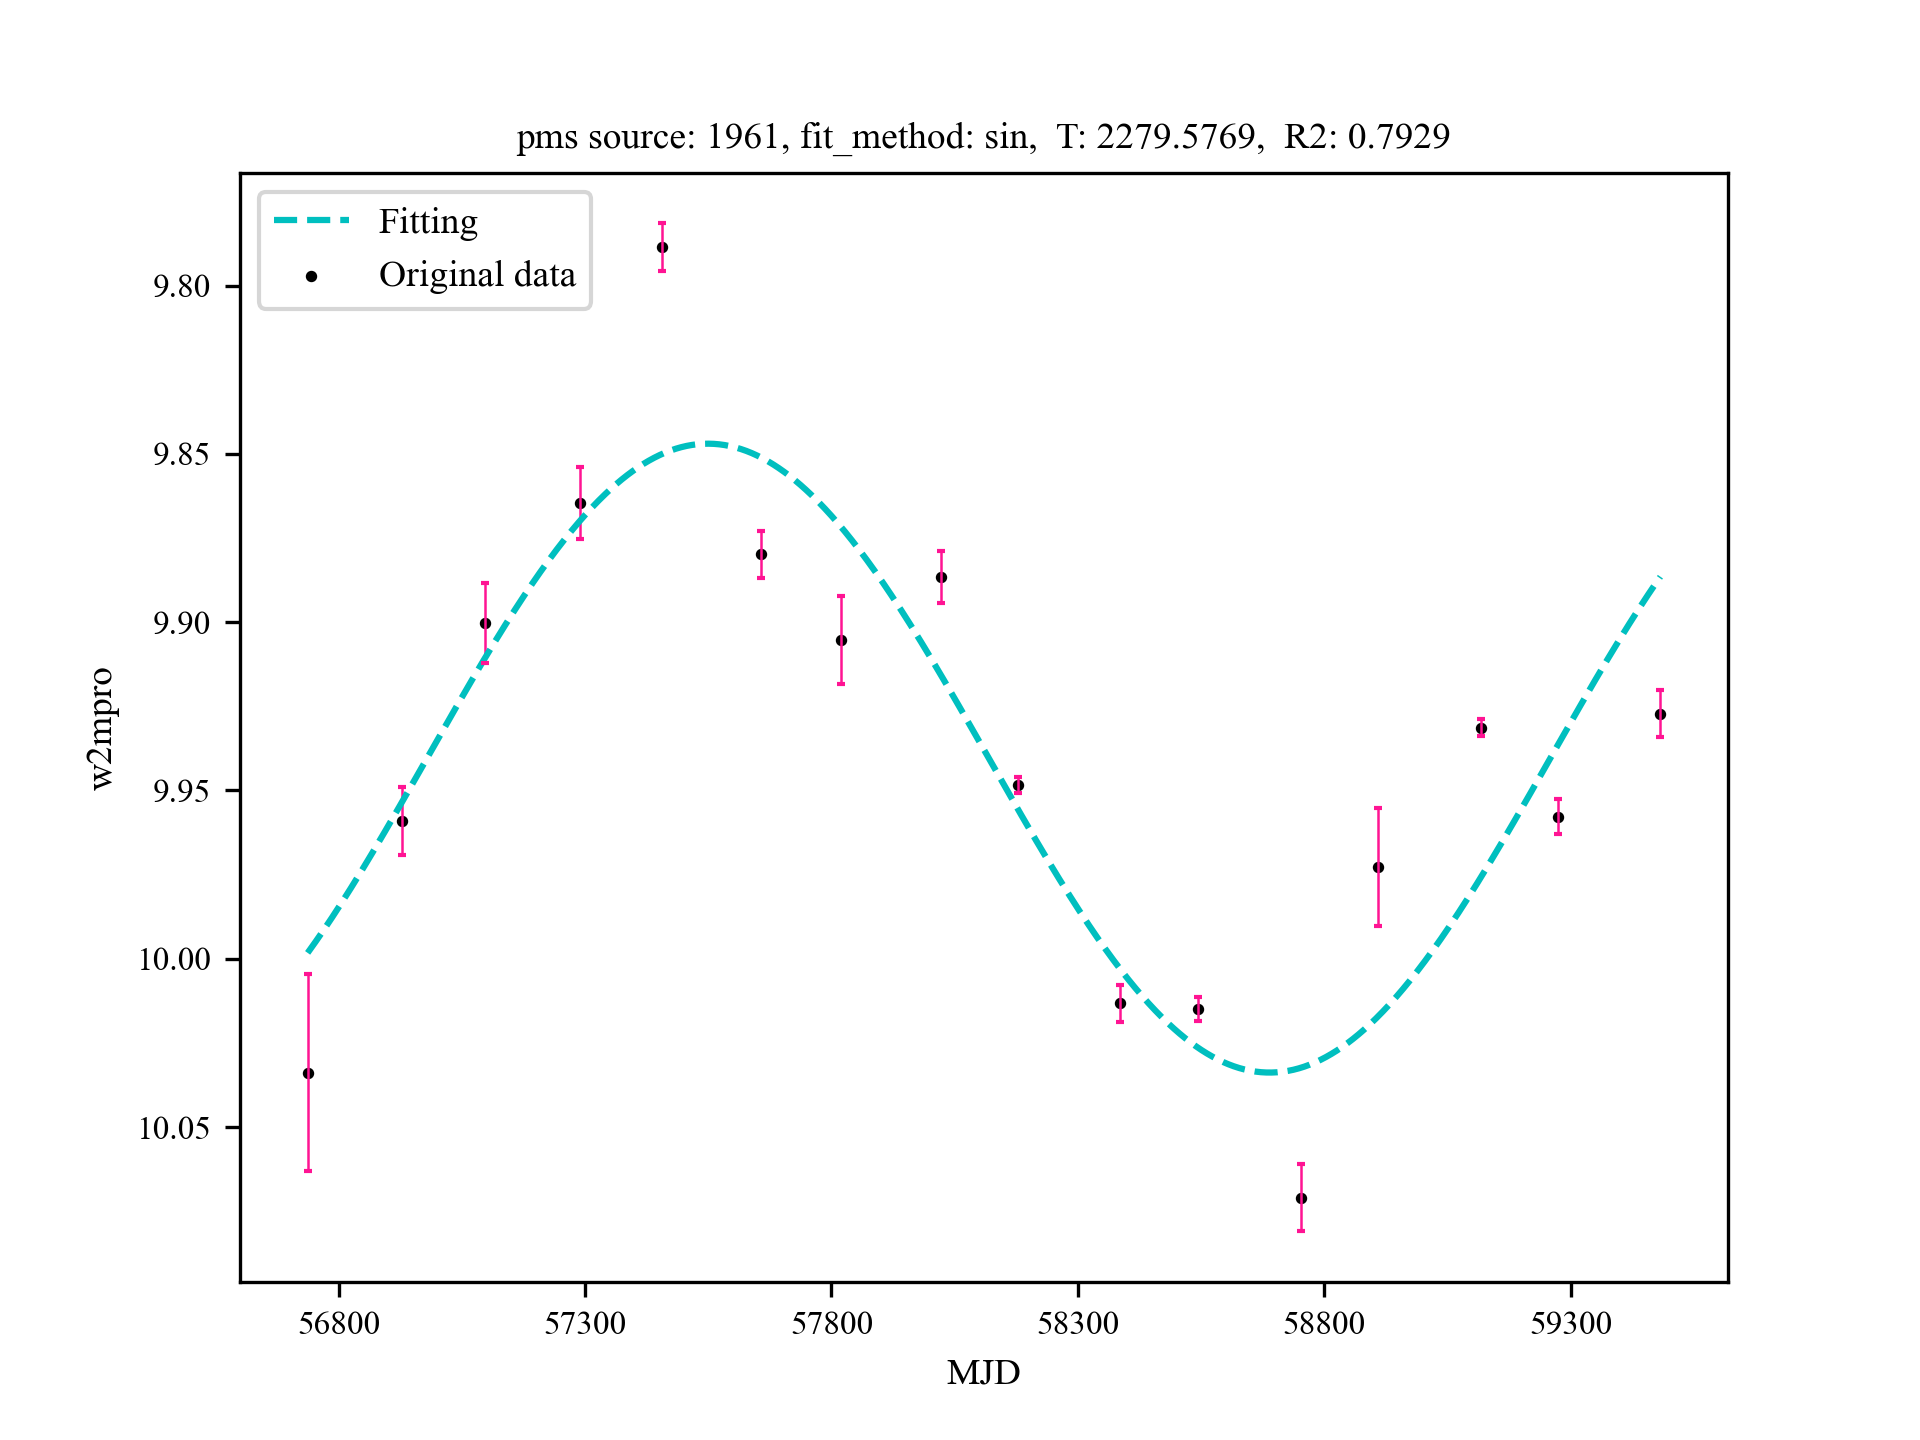 pms source: 1961, fit_method: sin,  T: 2279.5769,  R2: 0.7929
Fitting
Original data
9.80
9.85
9.90
9.95
10.00
10.05
w2mpro
56800
57300
57800
58300
58800
59300
MJD